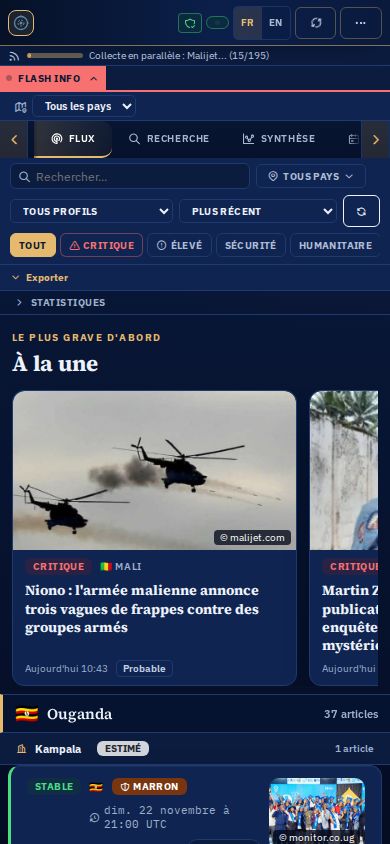 FR EN
Collecte en parallèle : Malijet... (15/195)
FLASH INFO
Tous les pays
FLUX RECHERCHE SYNTHÈSE
Rechercher... TOUS PAYS
TOUS PROFILS PLUS RÉCENT
TOUT CRITIQUE ÉLEVÉ SÉCURITÉ HUMANITAIRE
Exporter
STATISTIQUES
LE PLUS GRAVE D'ABORD
À la une
© malijet.com
CRITIQUE MALI
Niono : l'armée malienne annonce
trois vagues de frappes contre des
groupes armés
Aujourd'hui 10:43 Probable
CRITIQUE
Martin Z
publicat
enquête
mystérie
Aujourd'hui
Ouganda 37 articles
Kampala ESTIMÉ 1 article
STABLE MARRON
dim. 22 novembre à
21:00 UTC
© monitor.co.ug